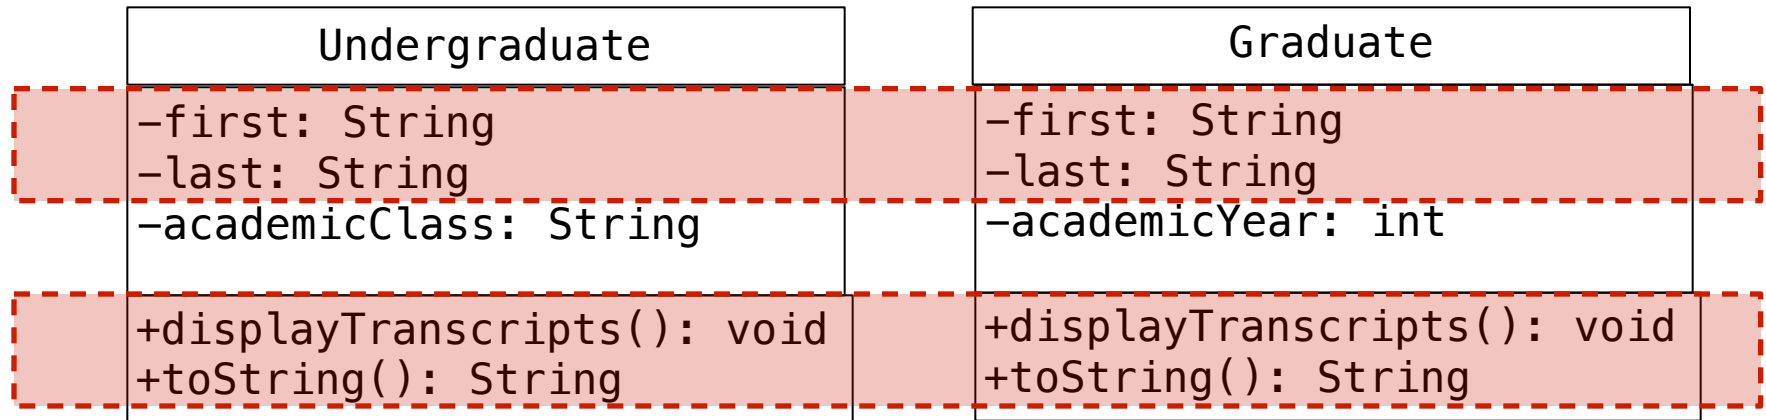 Undergraduate
−first: String
−last: String
−academicClass: String
+displayTranscripts(): void
+toString(): String
Graduate
−first: String
−last: String
−academicYear: int
+displayTranscripts(): void
+toString(): String